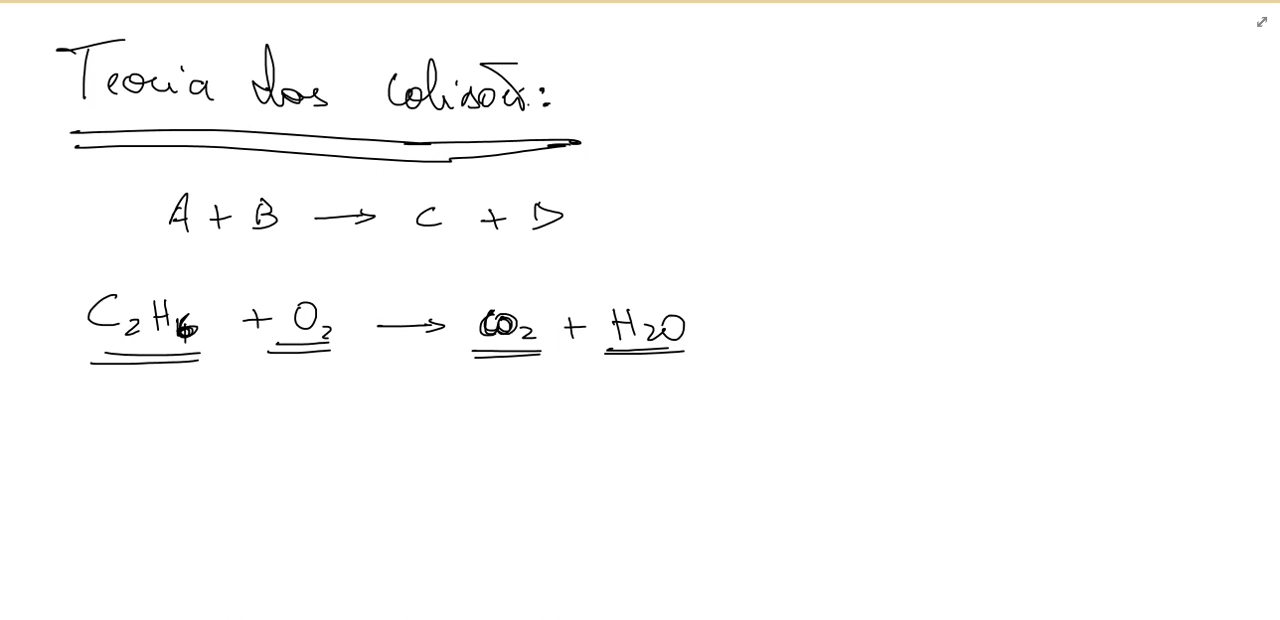 Teoria das colisões:
A + B → C + D
C₂H₆ + O₂ → CO₂ + H₂O